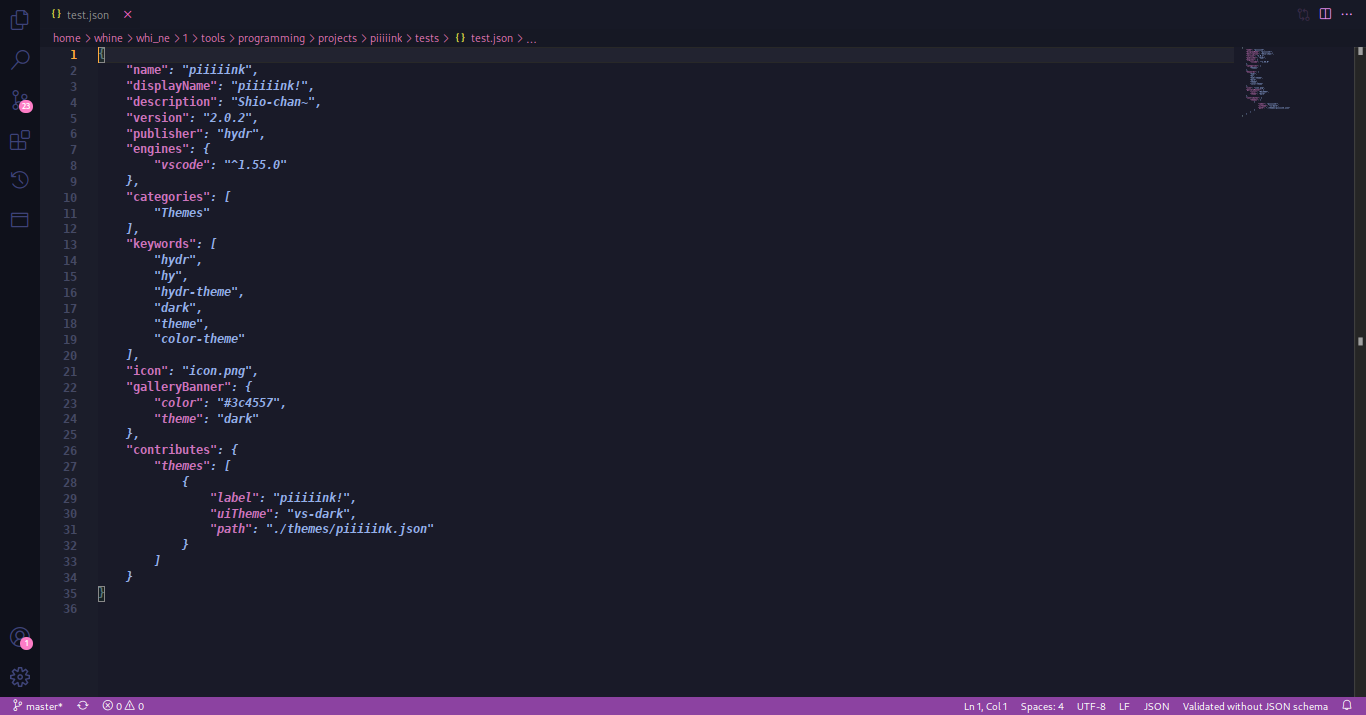 test.json
home > whine > whi_ne > 1 > tools > programming > projects > piiiiink > tests > {} test.json > ...
1 {
2 "name": "piiiiink",
3 "displayName": "piiiiink!",
4 "description": "Shio-chan~",
5 "version": "2.0.2",
6 "publisher": "hydr",
7 "engines": {
8 "vscode": "^1.55.0"
9 },
10 "categories": [
11 "Themes"
12 ],
13 "keywords": [
14 "hydr",
15 "hy",
16 "hydr-theme",
17 "dark",
18 "theme",
19 "color-theme"
20 ],
21 "icon": "icon.png",
22 "galleryBanner": {
23 "color": "#3c4557",
24 "theme": "dark"
25 },
26 "contributes": {
27 "themes": [
28 {
29 "label": "piiiiink!",
30 "uiTheme": "vs-dark",
31 "path": "./themes/piiiiink.json"
32 }
33 ]
34 }
35 }
36
23
1
master* 0 0 Ln 1, Col 1 Spaces: 4 UTF-8 LF JSON Validated without JSON schema